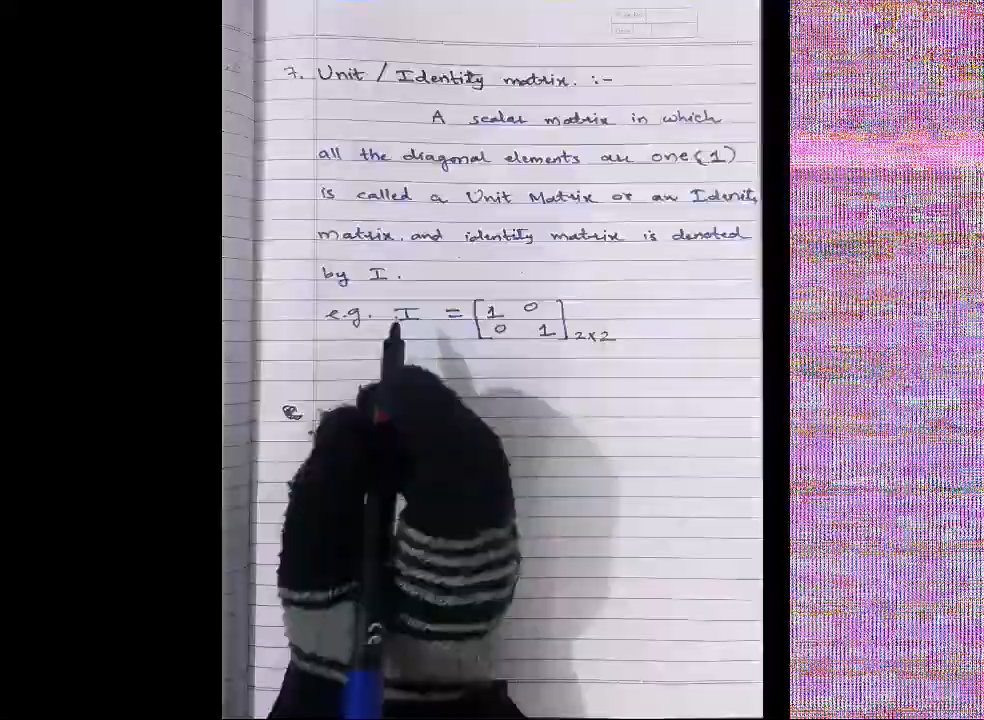 7. Unit / Identity matrix. :-
A scalar matrix in which
all the diagonal elements are one (1)
is called a Unit Matrix or an Idenit
matrix. and identity matrix is denoted
by I.
e.g. I = [1 0
0 1] 2×2